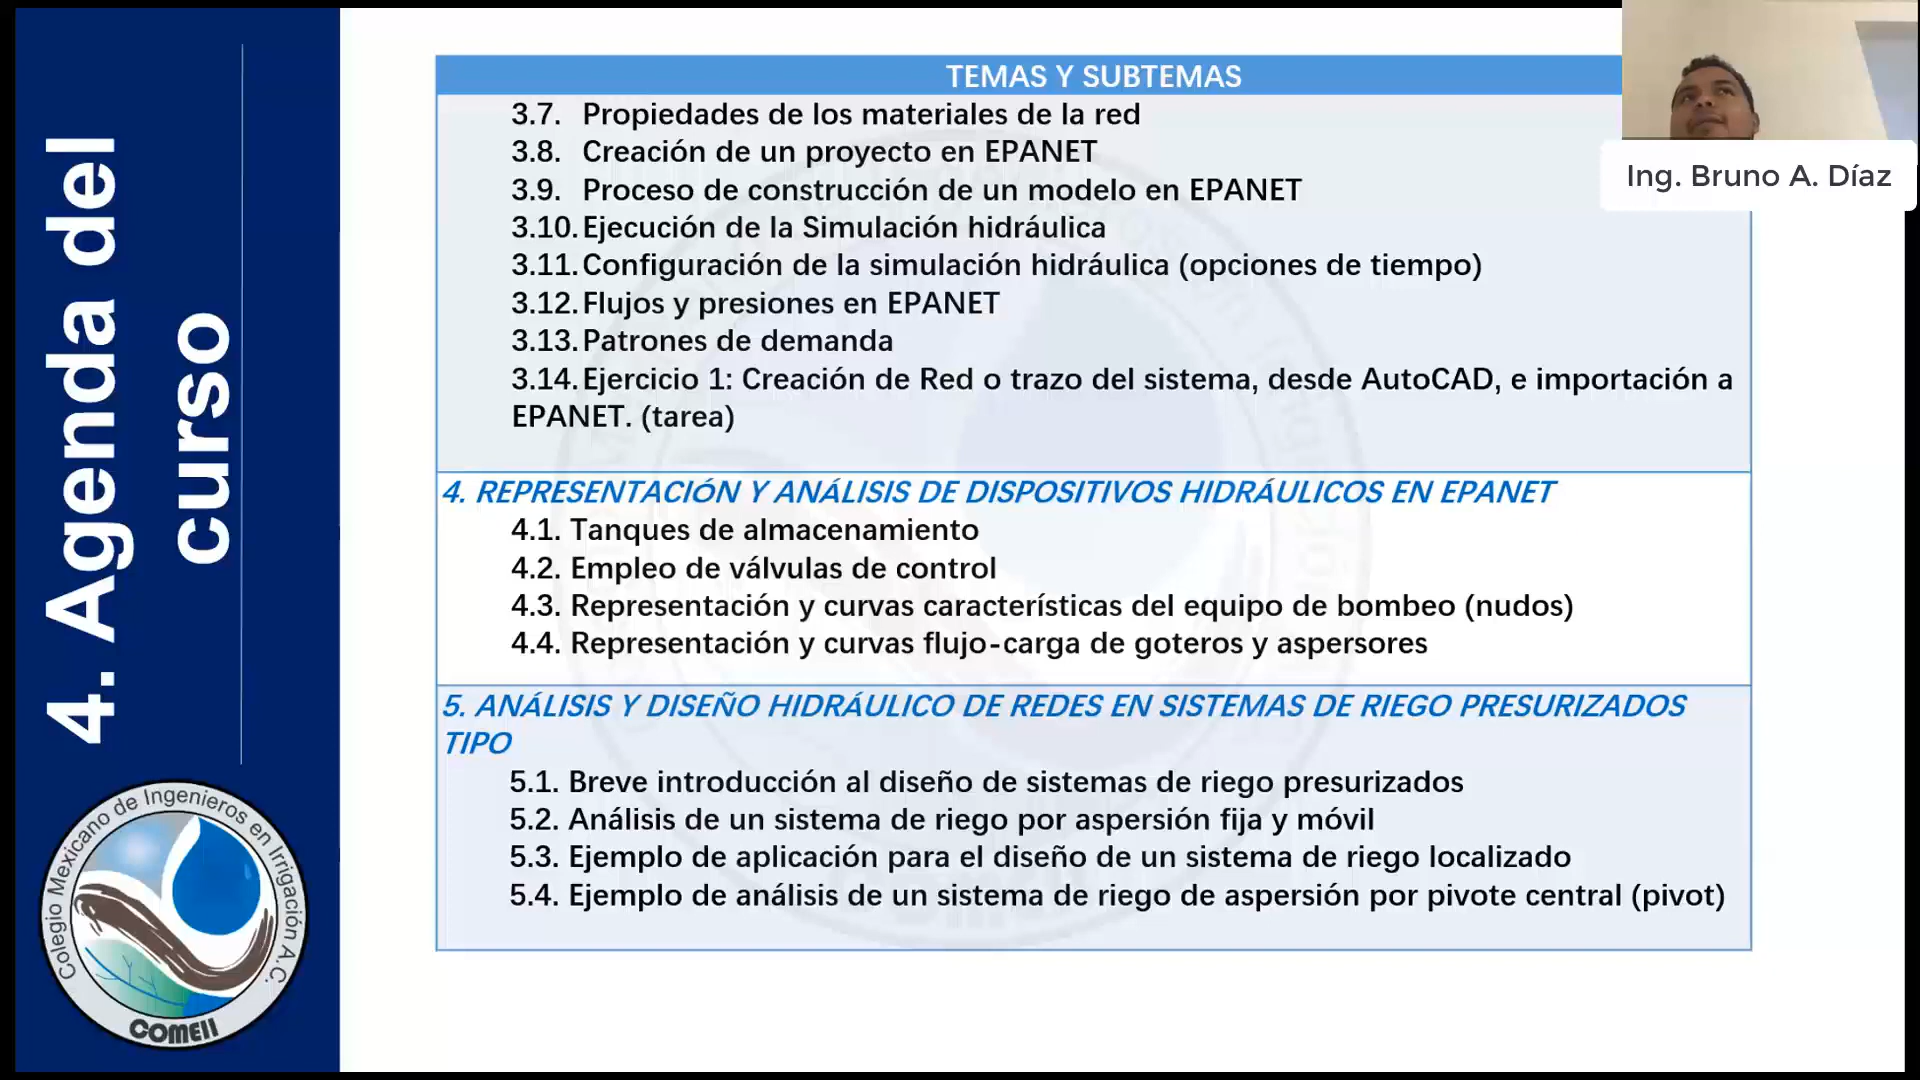 4. Agenda del
curso
TEMAS Y SUBTEMAS
3.7. Propiedades de los materiales de la red
3.8. Creación de un proyecto en EPANET
3.9. Proceso de construcción de un modelo en EPANET
3.10. Ejecución de la Simulación hidráulica
3.11. Configuración de la simulación hidráulica (opciones de tiempo)
3.12. Flujos y presiones en EPANET
3.13. Patrones de demanda
3.14. Ejercicio 1: Creación de Red o trazo del sistema, desde AutoCAD, e importación a
EPANET. (tarea)
4. REPRESENTACIÓN Y ANÁLISIS DE DISPOSITIVOS HIDRÁULICOS EN EPANET
4.1. Tanques de almacenamiento
4.2. Empleo de válvulas de control
4.3. Representación y curvas características del equipo de bombeo (nudos)
4.4. Representación y curvas flujo-carga de goteros y aspersores
5. ANÁLISIS Y DISEÑO HIDRÁULICO DE REDES EN SISTEMAS DE RIEGO PRESURIZADOS
TIPO
5.1. Breve introducción al diseño de sistemas de riego presurizados
5.2. Análisis de un sistema de riego por aspersión fija y móvil
5.3. Ejemplo de aplicación para el diseño de un sistema de riego localizado
5.4. Ejemplo de análisis de un sistema de riego de aspersión por pivote central (pivot)
Ing. Bruno A. Díaz
Colegio Mexicano de Ingenieros en Irrigación A.C.
COMEII